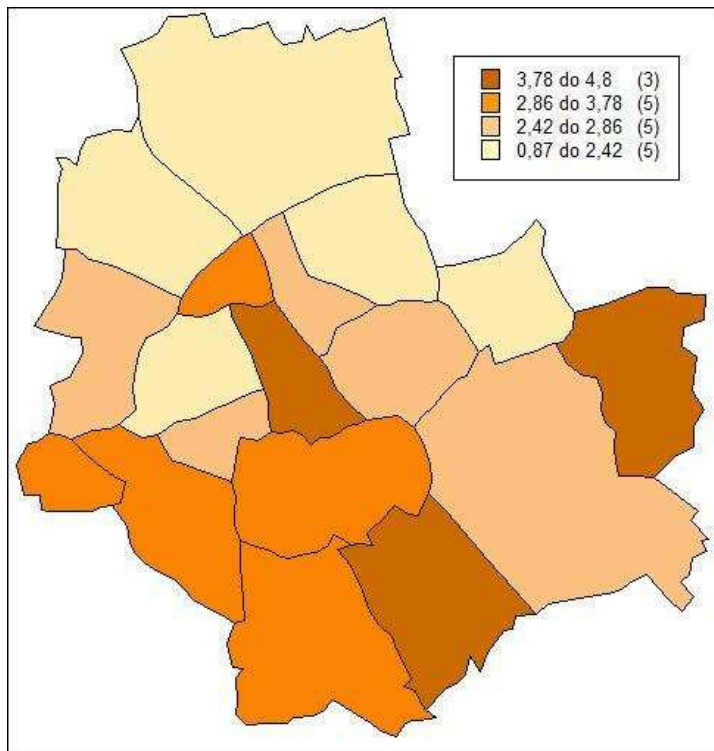 3,78 do 4,8 (3)
2,86 do 3,78 (5)
2,42 do 2,86 (5)
0,87 do 2,42 (5)